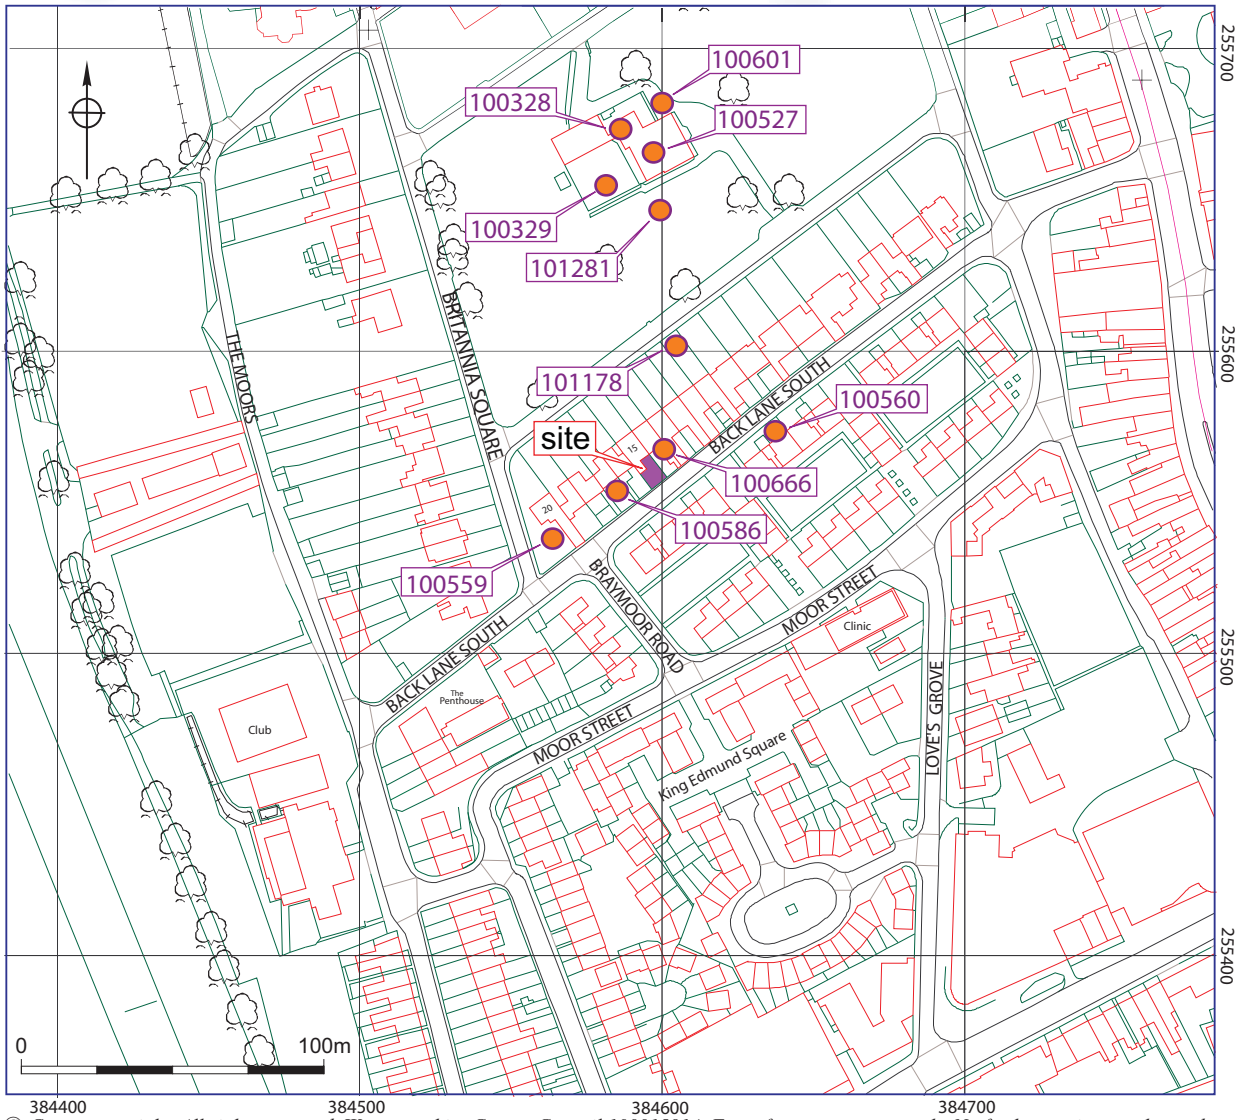 100601
255700
100328
100527
100329
101281
THE MOORS
BRITANNIA SQUARE
255600
101178
BACK LANE SOUTH
100560
site
15
100666
20
100586
100559
BRAYMOOR ROAD
MOOR STREET
Clinic
BACK LANE SOUTH
255500
The
Penthouse
LOVE'S GROVE
MOOR STREET
Club
King Edmund Square
255400
0
100m
384400
384500
384600
384700